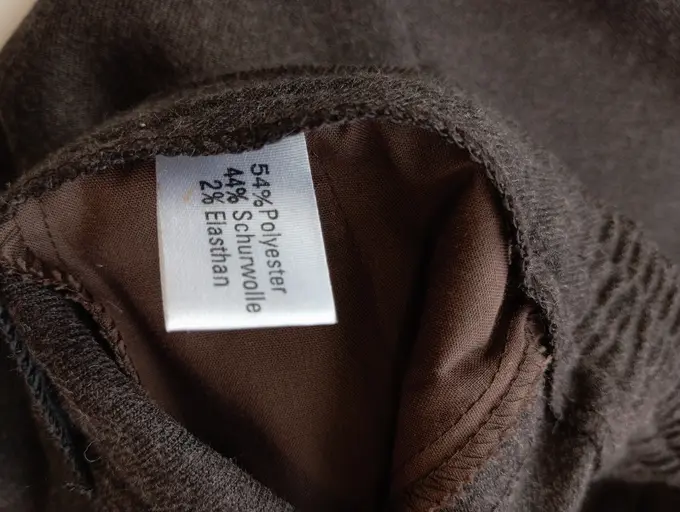 54% Polyester
44% Schurwolle
2% Elasthan